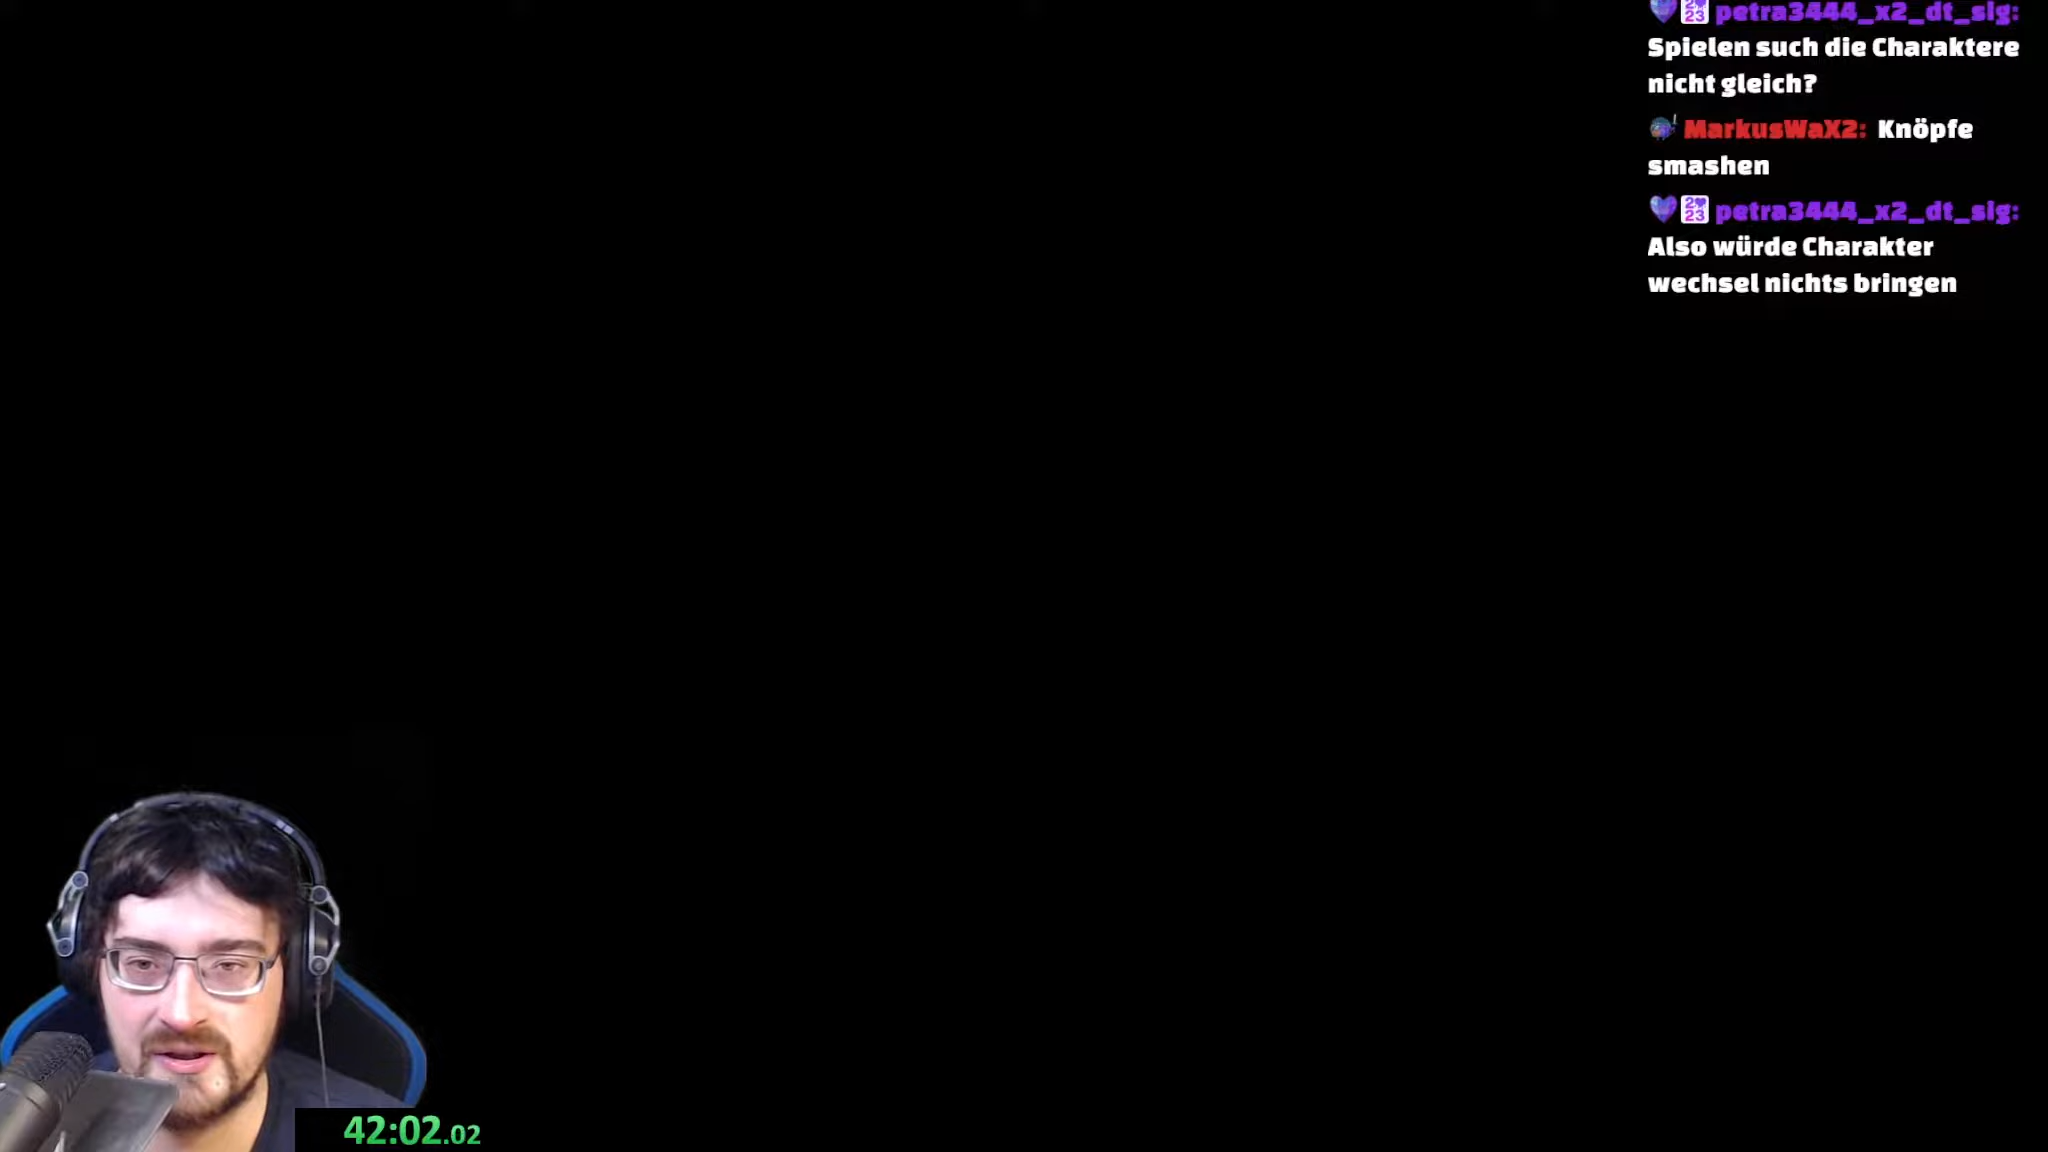 petra3444_x2_dt_sig:
Spielen such die Charaktere
nicht gleich?
MarkusWaX2: Knöpfe
smashen
petra3444_x2_dt_sig:
Also würde Charakter
wechsel nichts bringen
42:02.02